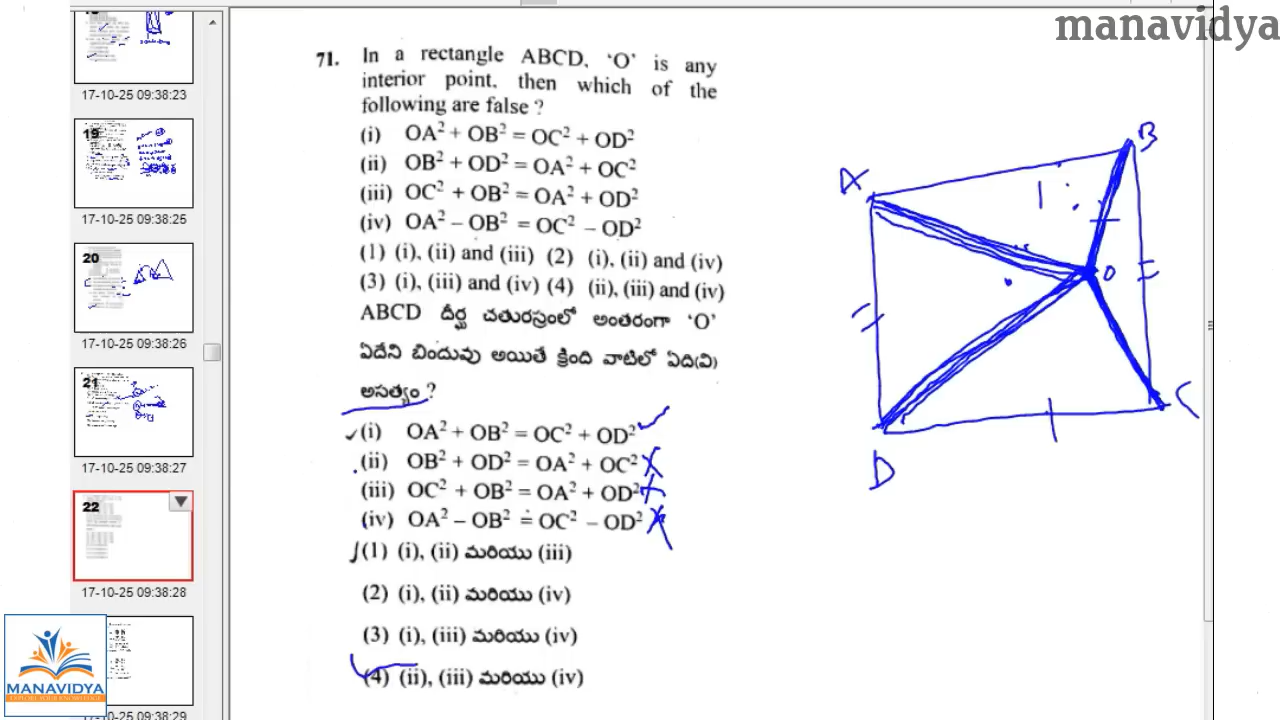 manavidya
17-10-25 09:38:23
19
17-10-25 09:38:25
20
17-10-25 09:38:26
21
17-10-25 09:38:27
22
17-10-25 09:38:28
17-10-25 09:38:29
MANAVIDYA
71. In a rectangle ABCD, ‘O’ is any
interior point, then which of the
following are false ?
(i) OA² + OB² = OC² + OD²
(ii) OB² + OD² = OA² + OC²
(iii) OC² + OB² = OA² + OD²
(iv) OA² – OB² = OC² – OD²
(1) (i), (ii) and (iii) (2) (i), (ii) and (iv)
(3) (i), (iii) and (iv) (4) (ii), (iii) and (iv)
ABCD దీర్ఘ చతురస్రంలో అంతరంగా ‘O’
ఏదేని బిందువు అయితే క్రింది వాటిలో ఏది(వి)
అసత్యం ?
(i) OA² + OB² = OC² + OD²
(ii) OB² + OD² = OA² + OC²
(iii) OC² + OB² = OA² + OD²
(iv) OA² – OB² = OC² – OD²
(1) (i), (ii) మరియు (iii)
(2) (i), (ii) మరియు (iv)
(3) (i), (iii) మరియు (iv)
(4) (ii), (iii) మరియు (iv)
B
A
O
C
D